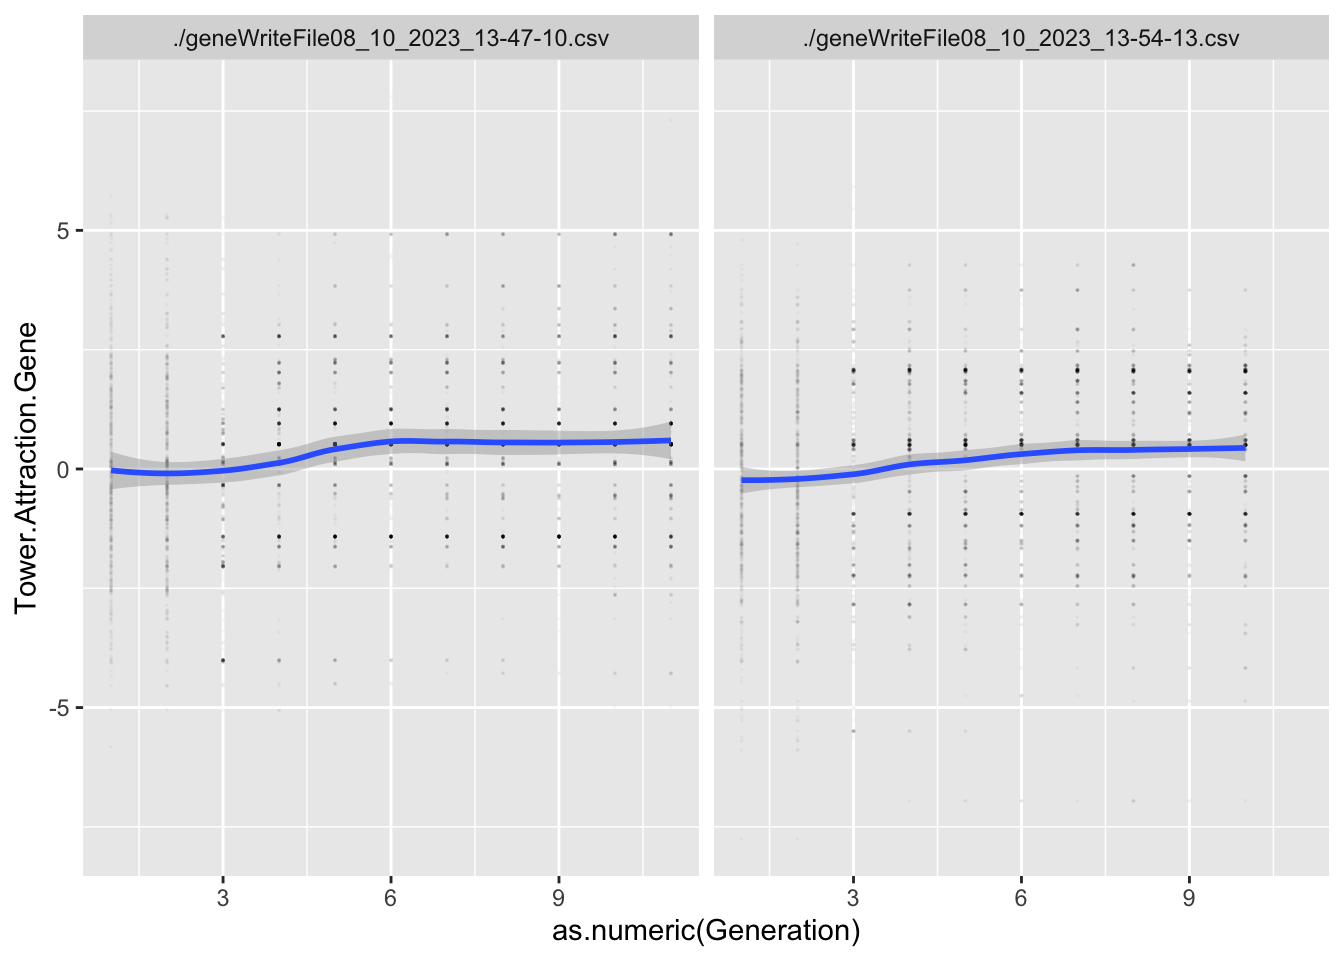 ./geneWriteFile08_10_2023_13-47-10.csv
./geneWriteFile08_10_2023_13-54-13.csv
Tower.Attraction.Gene
5
0
-5
3 6 9
3 6 9
as.numeric(Generation)